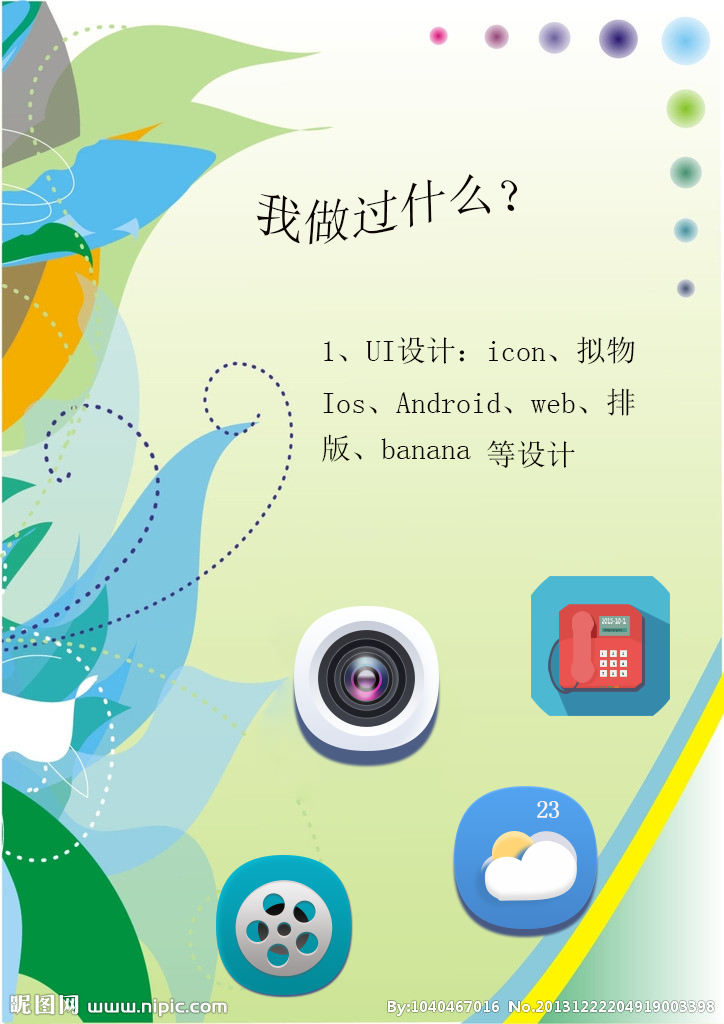 我做过什么？
1、UI设计：icon、拟物
Ios、Android、web、排
版、banana 等设计
23
昵图网 www.nipic.com
By:1040467016 No.20131222204919003398